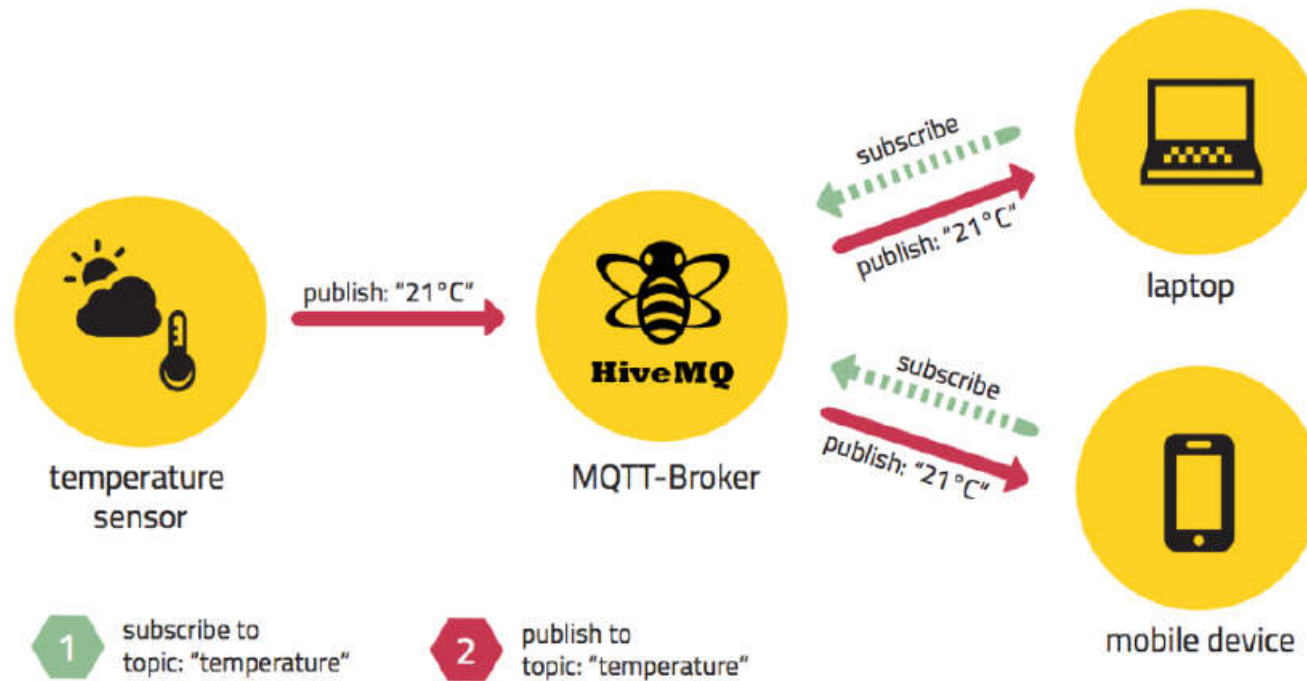 subscribe
publish: “21°C“
laptop
publish: “21°C“
HiveMQ
temperature
sensor
MQTT-Broker
subscribe
publish: “21°C“
mobile device
1
subscribe to
topic: “temperature“
2
publish to
topic: “temperature“